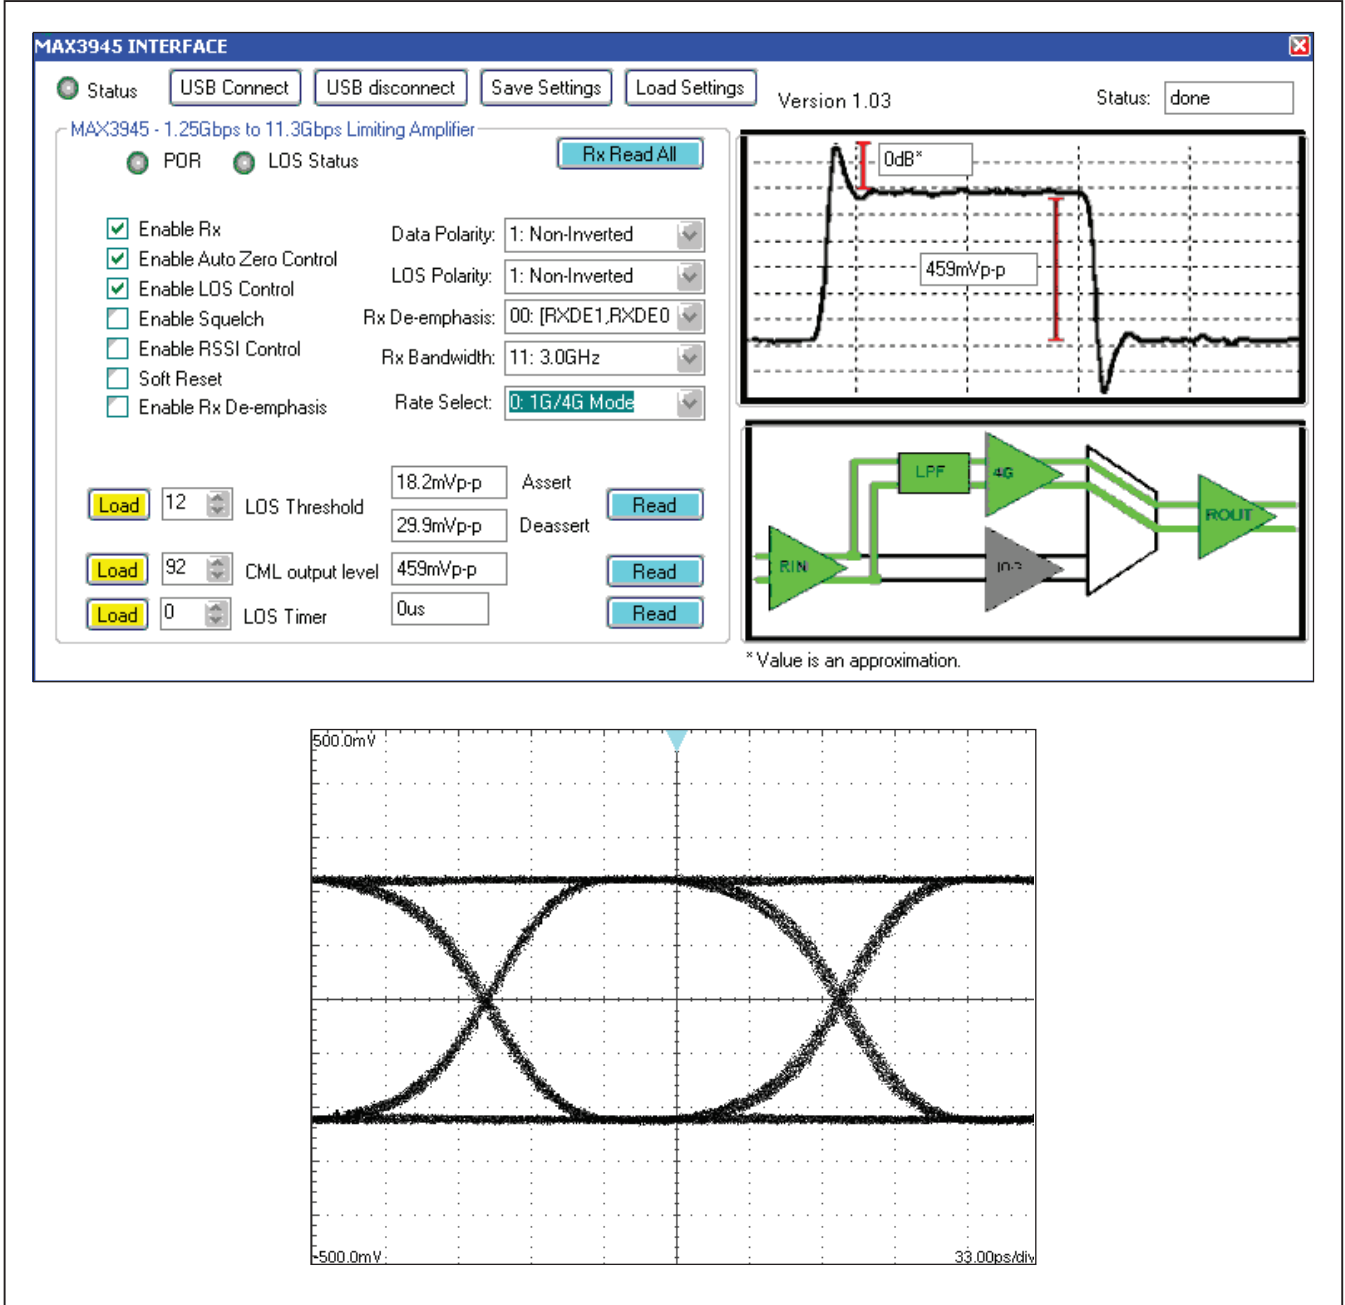 MAX3945 INTERFACE
Status
USB Connect
USB disconnect
Save Settings
Load Settings
Version 1.03
Status:
done
MAX3945 - 1.25Gbps to 11.3Gbps Limiting Amplifier
POR
LOS Status
Rx Read All
Enable Rx
Enable Auto Zero Control
Enable LOS Control
Enable Squelch
Enable RSSI Control
Soft Reset
Enable Rx De-emphasis
Data Polarity:
1: Non-Inverted
LOS Polarity:
1: Non-Inverted
Rx De-emphasis:
00: [RXDE1,RXDE0
Rx Bandwidth:
11: 3.0GHz
Rate Select:
0: 1G/4G Mode
Load
12
LOS Threshold
18.2mVp-p
Assert
29.9mVp-p
Deassert
Read
Load
92
CML output level
459mVp-p
Read
Load
0
LOS Timer
0us
Read
0dB*
459mVp-p
LPF
4G
RIN
ROUT
* Value is an approximation.
500.0mV
-500.0mV
33.00ps/div